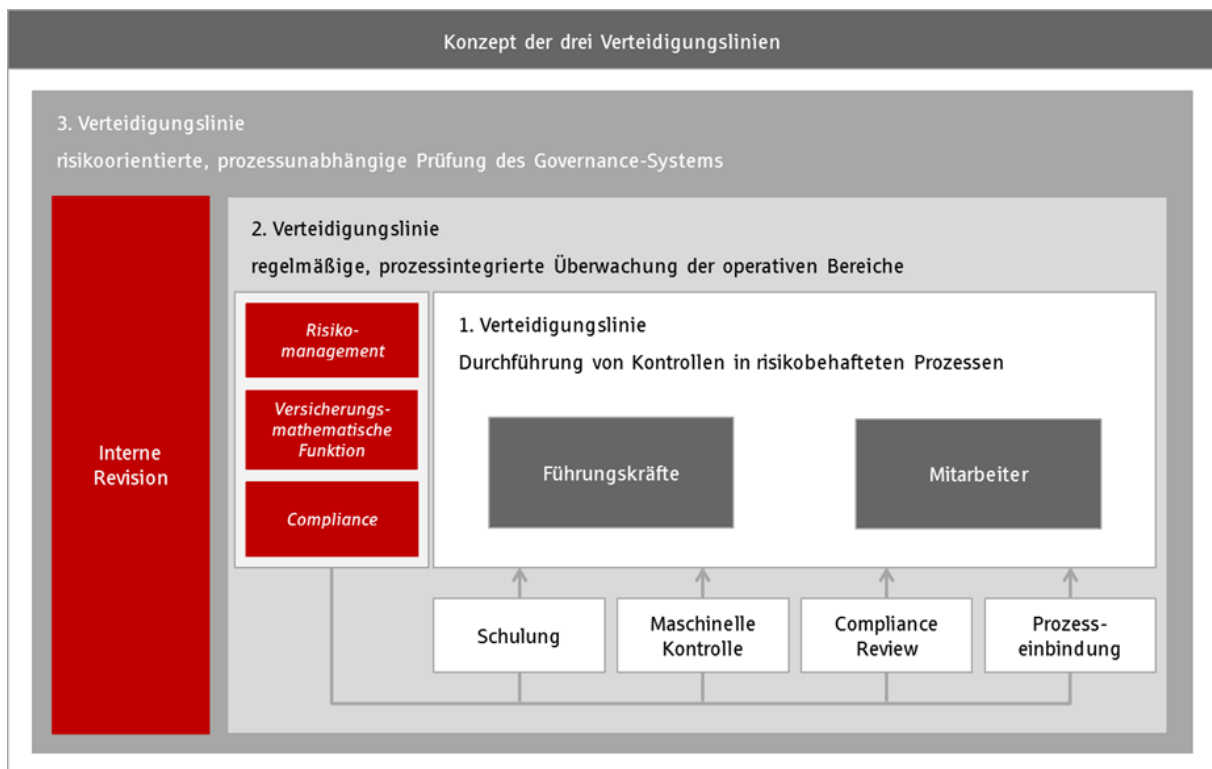 Konzept der drei Verteidigungslinien
3. Verteidigungslinie
risikoorientierte, prozessunabhängige Prüfung des Governance-Systems
Interne
Revision
2. Verteidigungslinie
regelmäßige, prozessintegrierte Überwachung der operativen Bereiche
Risiko-
management
Versicherungs-
mathematische
Funktion
Compliance
1. Verteidigungslinie
Durchführung von Kontrollen in risikobehafteten Prozessen
Führungskräfte
Mitarbeiter
Schulung
Maschinelle
Kontrolle
Compliance
Review
Prozess-
einbindung